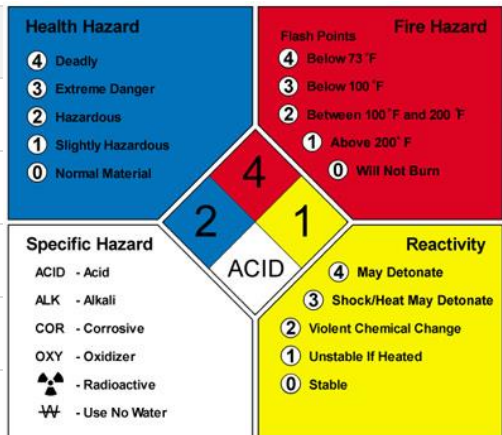 Health Hazard
4 Deadly
3 Extreme Danger
2 Hazardous
1 Slightly Hazardous
0 Normal Material
Fire Hazard
Flash Points
4 Below 73 °F
3 Below 100 °F
2 Between 100 °F and 200 °F
1 Above 200° F
0 Will Not Burn
4
2
1
ACID
Specific Hazard
ACID - Acid
ALK - Alkali
COR - Corrosive
OXY - Oxidizer
- Radioactive
W - Use No Water
Reactivity
4 May Detonate
3 Shock/Heat May Detonate
2 Violent Chemical Change
1 Unstable If Heated
0 Stable